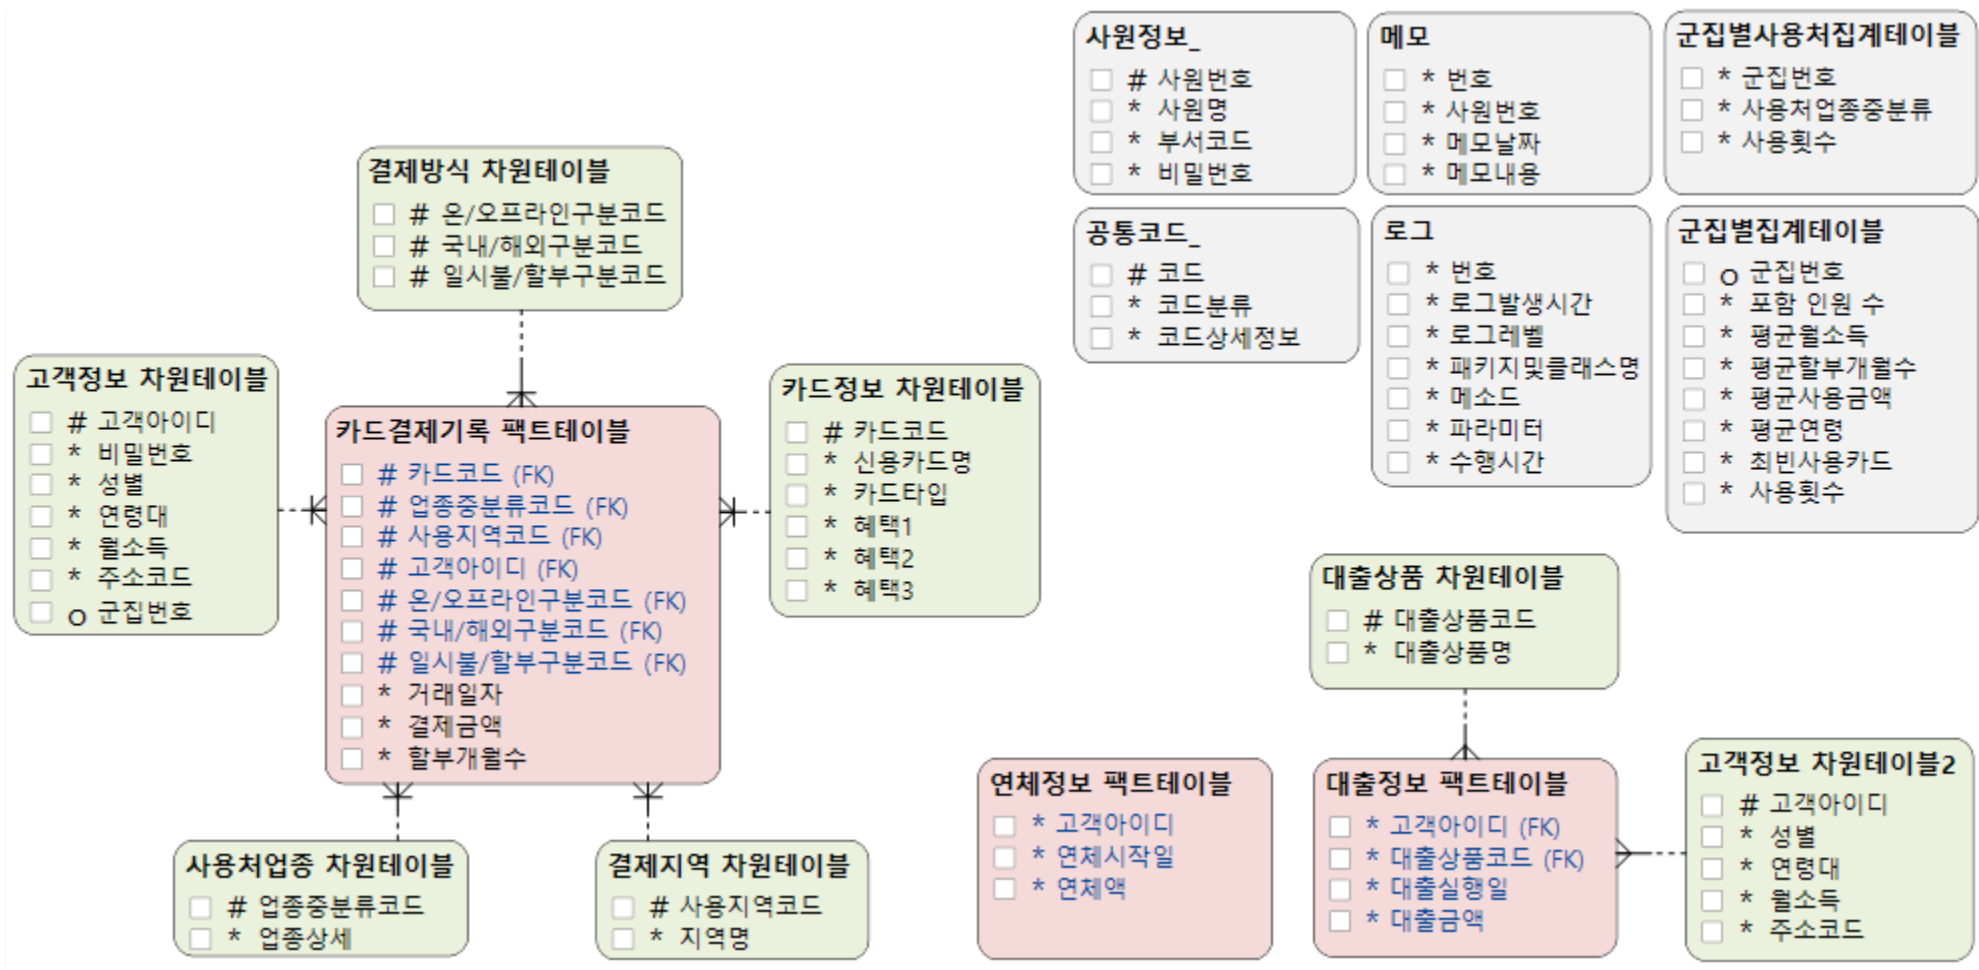 사원정보_
# 사원번호
* 사원명
* 부서코드
* 비밀번호
메모
* 번호
* 사원번호
* 메모날짜
* 메모내용
군집별사용처집계테이블
* 군집번호
* 사용처업종중분류
* 사용횟수
결제방식 차원테이블
# 온/오프라인구분코드
# 국내/해외구분코드
# 일시불/할부구분코드
공통코드_
# 코드
* 코드분류
* 코드상세정보
로그
* 번호
* 로그발생시간
* 로그레벨
* 패키지및클래스명
* 메소드
* 파라미터
* 수행시간
군집별집계테이블
o 군집번호
* 포함 인원 수
* 평균월소득
* 평균할부개월수
* 평균사용금액
* 평균연령
* 최빈사용카드
* 사용횟수
고객정보 차원테이블
# 고객아이디
* 비밀번호
* 성별
* 연령대
* 월소득
* 주소코드
o 군집번호
카드결제기록 팩트테이블
# 카드코드 (FK)
# 업종중분류코드 (FK)
# 사용지역코드 (FK)
# 고객아이디 (FK)
# 온/오프라인구분코드 (FK)
# 국내/해외구분코드 (FK)
# 일시불/할부구분코드 (FK)
* 거래일자
* 결제금액
* 할부개월수
카드정보 차원테이블
# 카드코드
* 신용카드명
* 카드타입
* 혜택1
* 혜택2
* 혜택3
대출상품 차원테이블
# 대출상품코드
* 대출상품명
사용처업종 차원테이블
# 업종중분류코드
* 업종상세
결제지역 차원테이블
# 사용지역코드
* 지역명
연체정보 팩트테이블
* 고객아이디
* 연체시작일
* 연체액
대출정보 팩트테이블
* 고객아이디 (FK)
* 대출상품코드 (FK)
* 대출실행일
* 대출금액
고객정보 차원테이블2
# 고객아이디
* 성별
* 연령대
* 월소득
* 주소코드